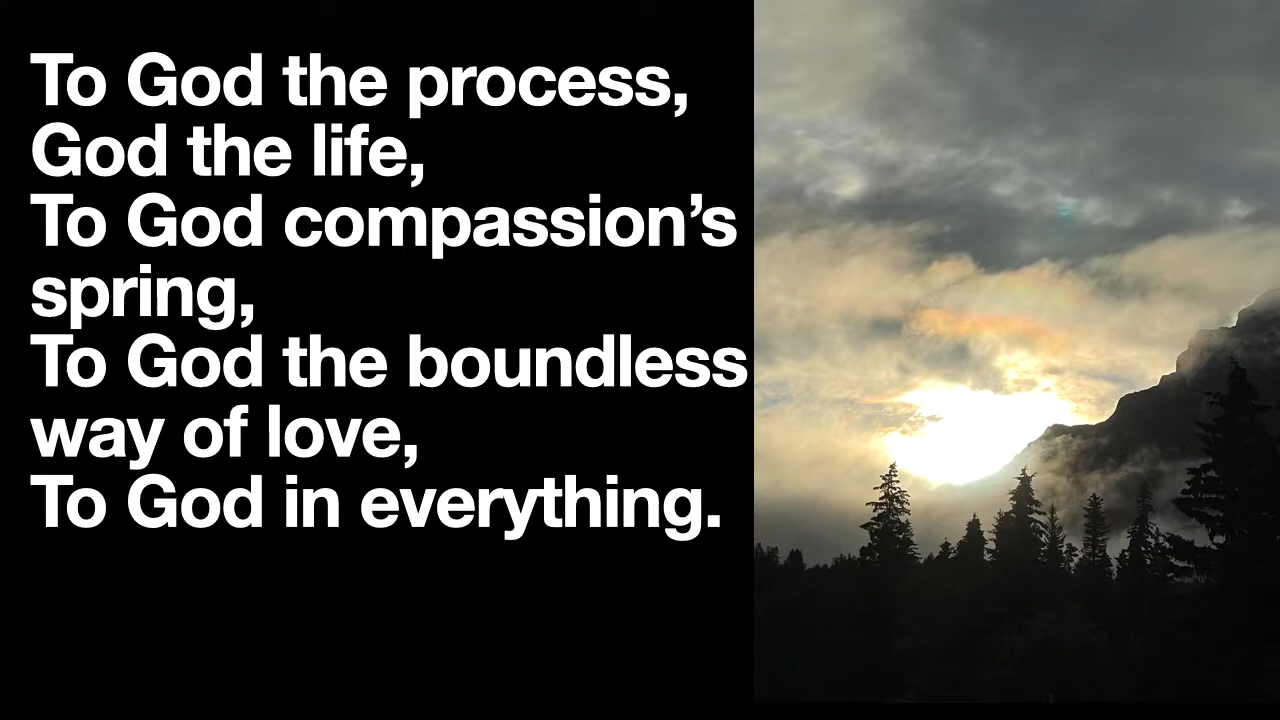 To God the process,
God the life,
To God compassion’s
spring,
To God the boundless
way of love,
To God in everything.